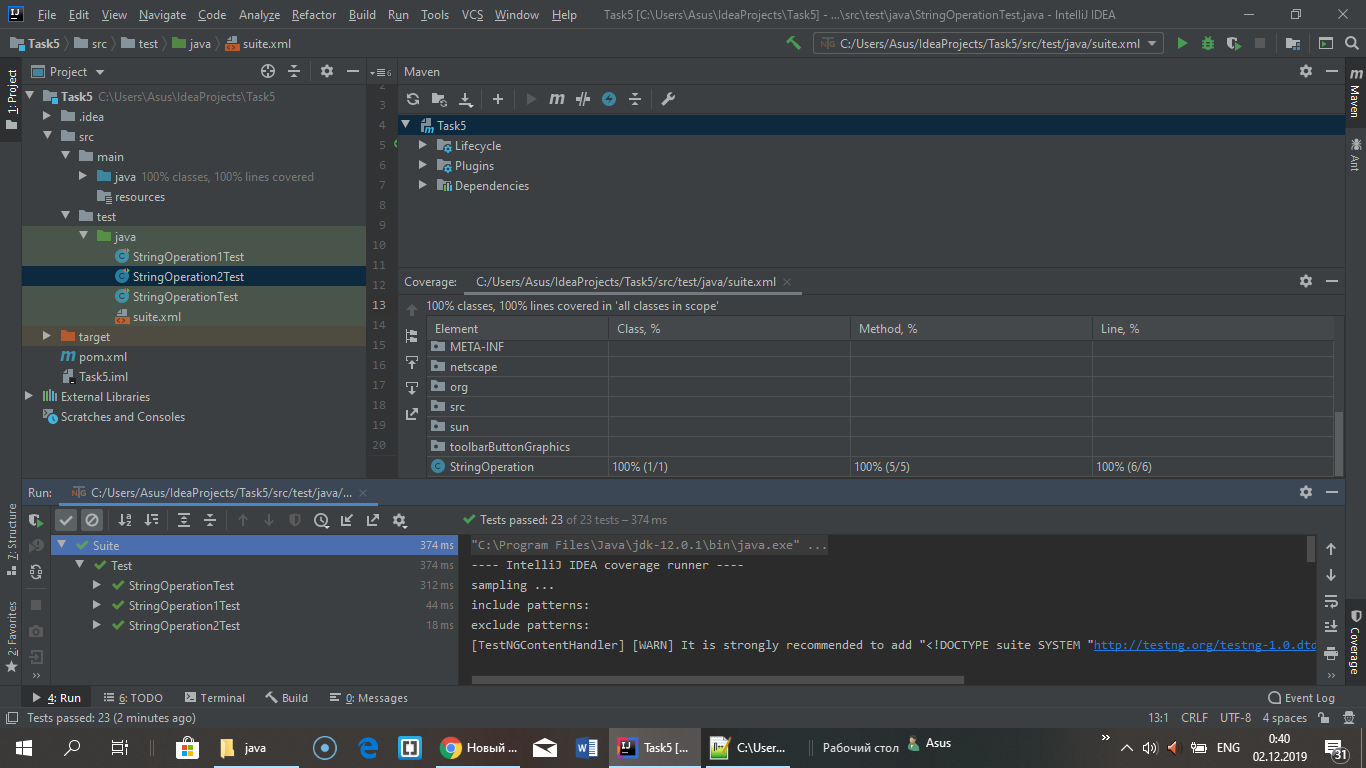 File Edit View Navigate Code Analyze Refactor Build Run Tools VCS Window Help Task5 [C:\Users\Asus\IdeaProjects\Task5] - ...\src\test\java\StringOperationTest.java - IntelliJ IDEA
Task5 src test java suite.xml C:/Users/Asus/IdeaProjects/Task5/src/test/java/suite.xml
1: Project
7: Structure
2: Favorites
Project
Task5 C:\Users\Asus\IdeaProjects\Task5
.idea
src
main
java 100% classes, 100% lines covered
resources
test
java
StringOperation1Test
StringOperation2Test
StringOperationTest
suite.xml
target
pom.xml
Task5.iml
External Libraries
Scratches and Consoles
6
2
3
4
5
6
7
8
9
10
11
12
13
14
15
16
17
18
19
20
Maven
Task5
Lifecycle
Plugins
Dependencies
Maven
Ant
Coverage
Coverage: C:/Users/Asus/IdeaProjects/Task5/src/test/java/suite.xml
100% classes, 100% lines covered in 'all classes in scope'
Element Class, % Method, % Line, %
META-INF
netscape
org
src
sun
toolbarButtonGraphics
StringOperation 100% (1/1) 100% (5/5) 100% (6/6)
Run: C:/Users/Asus/IdeaProjects/Task5/src/test/java/...
Tests passed: 23 of 23 tests – 374 ms
Suite 374 ms
Test 374 ms
StringOperationTest 312 ms
StringOperation1Test 44 ms
StringOperation2Test 18 ms
"C:\Program Files\Java\jdk-12.0.1\bin\java.exe" ...
---- IntelliJ IDEA coverage runner ----
sampling ...
include patterns:
exclude patterns:
[TestNGContentHandler] [WARN] It is strongly recommended to add "<!DOCTYPE suite SYSTEM "http://testng.org/testng-1.0.dtd
4: Run 6: TODO Terminal Build 0: Messages Event Log
Tests passed: 23 (2 minutes ago) 13:1 CRLF UTF-8 4 spaces
java Новый ... Task5 [... C:\User... Рабочий стол Asus ENG 0:40
02.12.2019
31